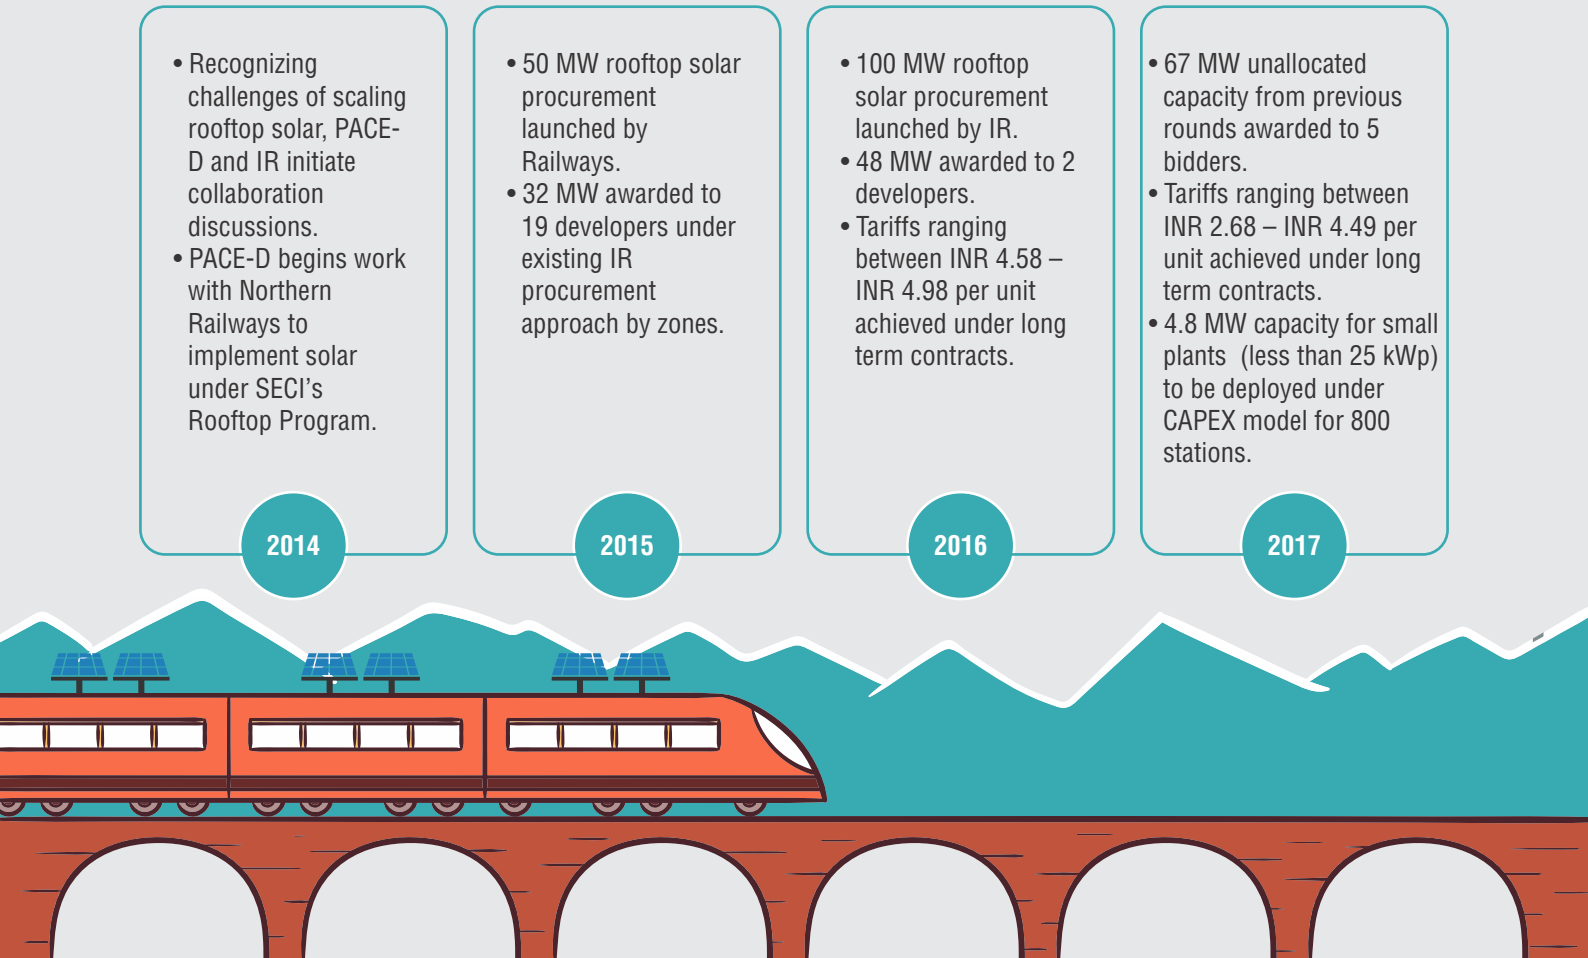 • Recognizing
challenges of scaling
rooftop solar, PACE-
D and IR initiate
collaboration
discussions.
• PACE-D begins work
with Northern
Railways to
implement solar
under SECI’s
Rooftop Program.
2014
• 50 MW rooftop solar
procurement
launched by
Railways.
• 32 MW awarded to
19 developers under
existing IR
procurement
approach by zones.
2015
• 100 MW rooftop
solar procurement
launched by IR.
• 48 MW awarded to 2
developers.
• Tariffs ranging
between INR 4.58 –
INR 4.98 per unit
achieved under long
term contracts.
2016
• 67 MW unallocated
capacity from previous
rounds awarded to 5
bidders.
• Tariffs ranging between
INR 2.68 – INR 4.49 per
unit achieved under long
term contracts.
• 4.8 MW capacity for small
plants  (less than 25 kWp)
to be deployed under
CAPEX model for 800
stations.
2017